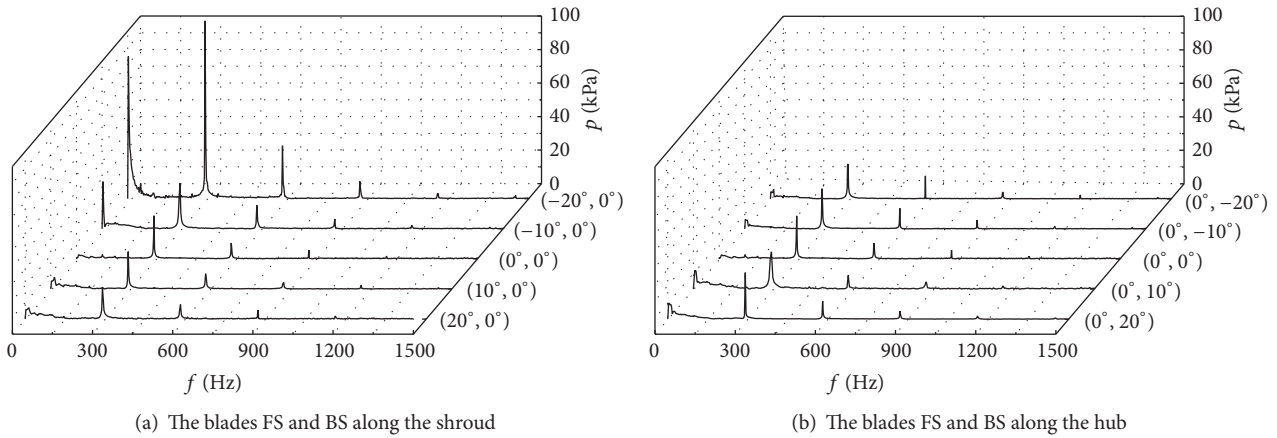 100
80
60
40
20
0
p (kPa)
(−20°, 0°)
(−10°, 0°)
(0°, 0°)
(10°, 0°)
(20°, 0°)
0 300 600 900 1200 1500
f (Hz)
(a) The blades FS and BS along the shroud
100
80
60
40
20
0
p (kPa)
(0°, −20°)
(0°, −10°)
(0°, 0°)
(0°, 10°)
(0°, 20°)
0 300 600 900 1200 1500
f (Hz)
(b) The blades FS and BS along the hub